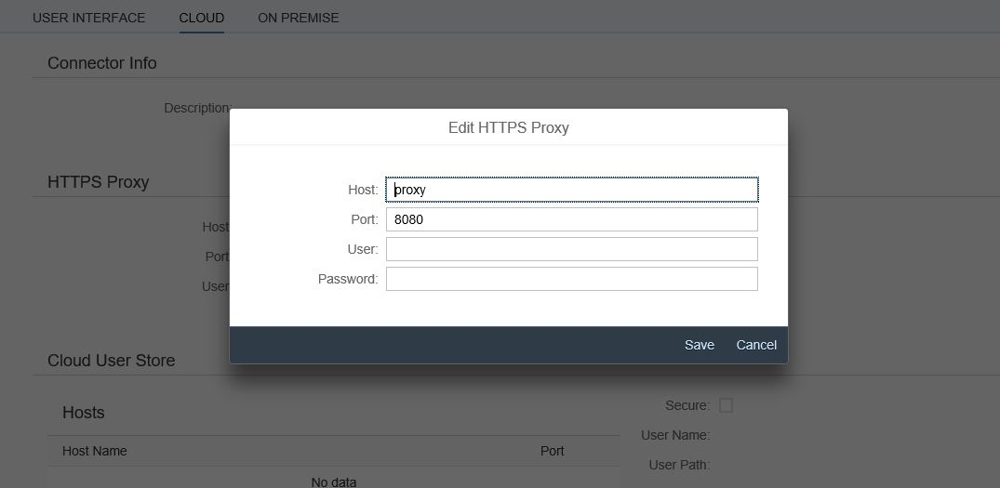 USER INTERFACE CLOUD ON PREMISE
Connector Info
Description:
Edit HTTPS Proxy
HTTPS Proxy
Host: proxy
Port: 8080
User:
Password:
Host
Port
User
Save Cancel
Cloud User Store
Hosts
Secure:
User Name:
Host Name Port
User Path:
No data